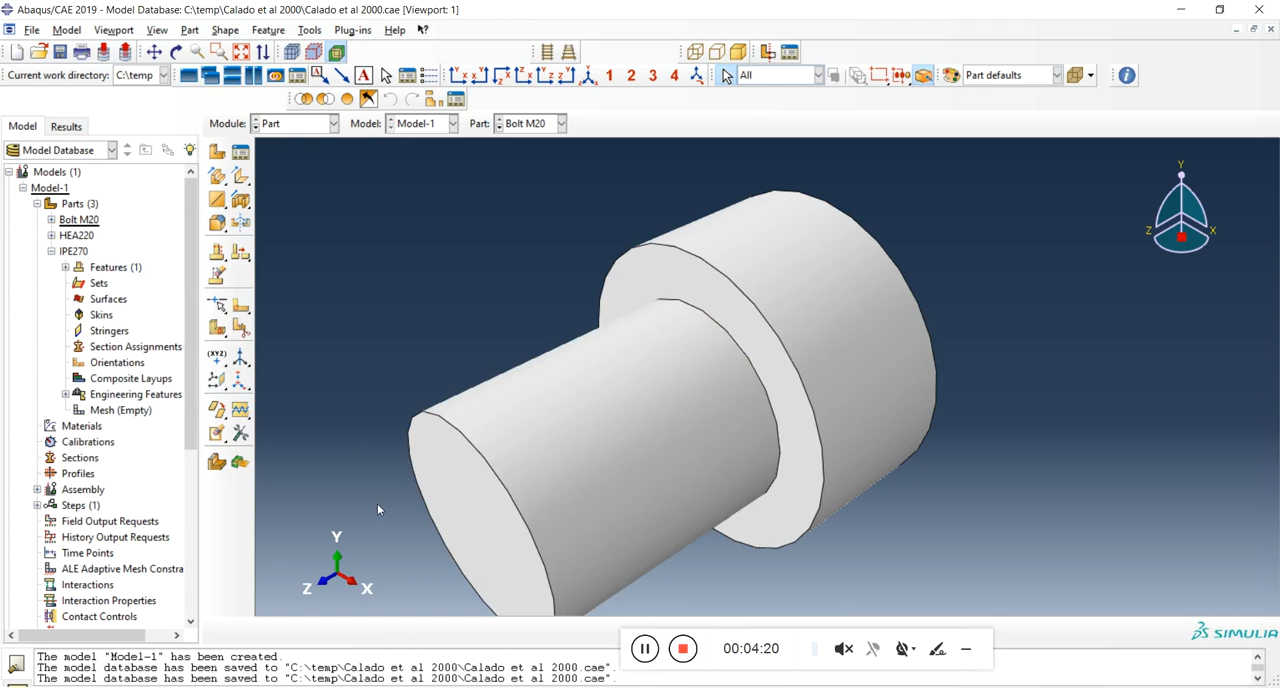 Abaqus/CAE 2019 - Model Database: C:\temp\Calado et al 2000\Calado et al 2000.cae [Viewport: 1]
File Model Viewport View Part Shape Feature Tools Plug-ins Help
Current work directory: C:\temp 1 2 3 4 All Part defaults
Model Results Module: Part Model: Model-1 Part: Bolt M20
Model Database
Models (1)
Model-1
Parts (3)
Bolt M20
HEA220
IPE270
Features (1)
Sets
Surfaces
Skins
Stringers
Section Assignments
Orientations
Composite Layups
Engineering Features
Mesh (Empty)
Materials
Calibrations
Sections
Profiles
Assembly
Steps (1)
Field Output Requests
History Output Requests
Time Points
ALE Adaptive Mesh Constra
Interactions
Interaction Properties
Contact Controls
Y
Z X
Y
Z X
SIMULIA
00:04:20
The model "Model-1" has been created.
The model database has been saved to "C:\temp\Calado et al 2000\Calado et al 2000.cae".
The model database has been saved to "C:\temp\Calado et al 2000\Calado et al 2000.cae".